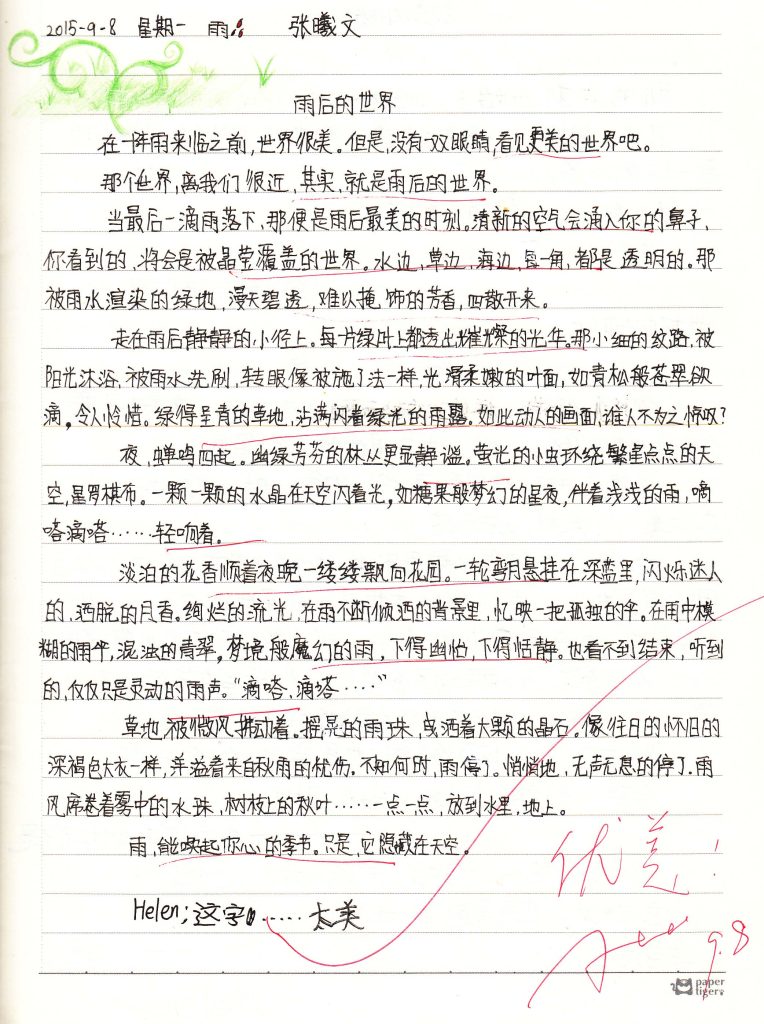 2015-9-8 星期一 雨 张曦文
雨后的世界
在一阵雨来临之前,世界很美。但是,没有一双眼睛,看见更美的世界吧。
那个世界,离我们很近,其实,就是雨后的世界。
当最后一滴雨落下,那便是雨后最美的时刻。清新的空气会涌入你的鼻子,
你看到的,将会是被晶莹覆盖的世界。水边,草边,海边,每一角,都是透明的。那
被雨水渲染的绿地,漫天碧透,难以掩饰的芳香,四散开来。
走在雨后静静的小径上。每片绿叶上都透出璀璨的光华。那小细的纹路,被
阳光沐浴,被雨水洗刷,转眼像被施了法一样,光滑柔嫩的叶面,如青松般苍翠欲
滴,令人怜惜。绿得呈青的草地,沾满闪着绿光的雨露。如此动人的画面,谁人不为之惊叹?
夜,蝉鸣四起。幽绿芳芬的林丛更显静谧。萤光的小虫环绕,繁星点点的天
空,星罗棋布。一颗一颗的水晶在天空闪着光,如糖果般梦幻的星夜,伴着浅浅的雨,嘀
嗒滴嗒……轻响着。
淡泊的花香顺着夜晚一缕缕飘向花园。一轮弯月悬挂在深蓝里,闪烁迷人
的,洒脱的月香。绚烂的流光,在雨不断倾洒的背景里,忆映一把孤独的伞。在雨中模
糊的雨伞,混浊的青翠,梦境般魔幻的雨,下得幽怡,下得恬静。也看不到结束,听到
的,仅仅只是灵动的雨声。“滴嗒,滴嗒……”
草地,被微风拂动着。摇晃的雨珠,或洒着大颗的晶石。像往日的怀旧的
深褐色大衣一样,洋溢着来自秋雨的忧伤。不知何时,雨停了。悄悄地,无声无息的停了。雨
风席卷着雾中的水珠,树枝上的秋叶……一点一点,放到水里,地上。
雨,能唤起你心的季节。只是,它隐藏在天空。
优美!
Helen;这字……太美
9.8
paper
tiger